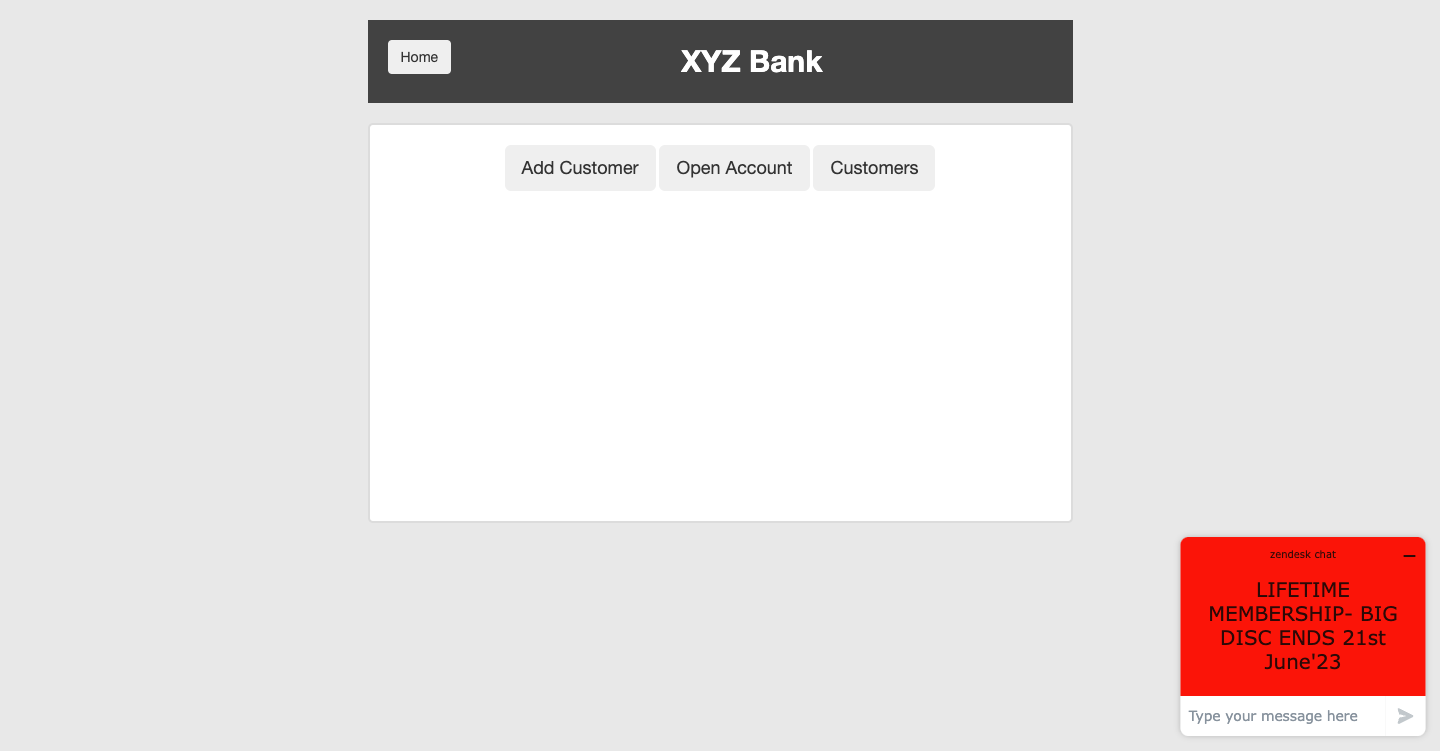 Home
XYZ Bank
Add Customer
Open Account
Customers
zendesk chat
LIFETIME
MEMBERSHIP- BIG
DISC ENDS 21st
June'23
Type your message here